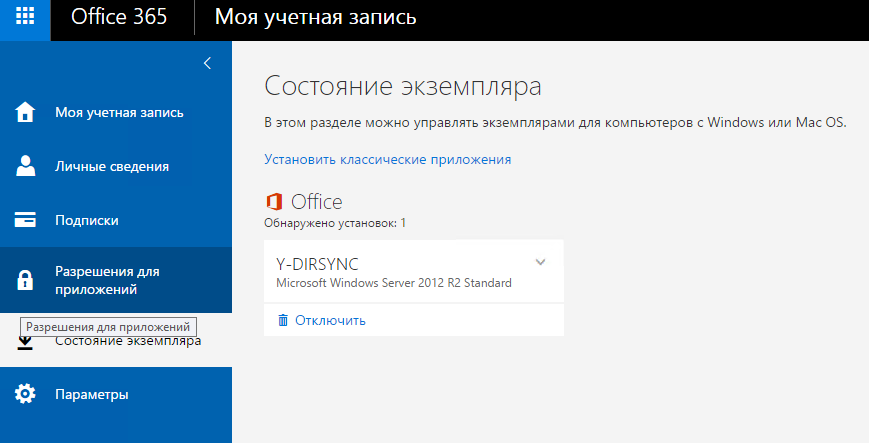 Office 365
Моя учетная запись
Моя учетная запись
Личные сведения
Подписки
Разрешения для
приложений
Разрешения для приложений
Состояние экземпляра
Параметры
Состояние экземпляра
В этом разделе можно управлять экземплярами для компьютеров с Windows или Mac OS.
Установить классические приложения
Office
Обнаружено установок: 1
Y-DIRSYNC
Microsoft Windows Server 2012 R2 Standard
Отключить